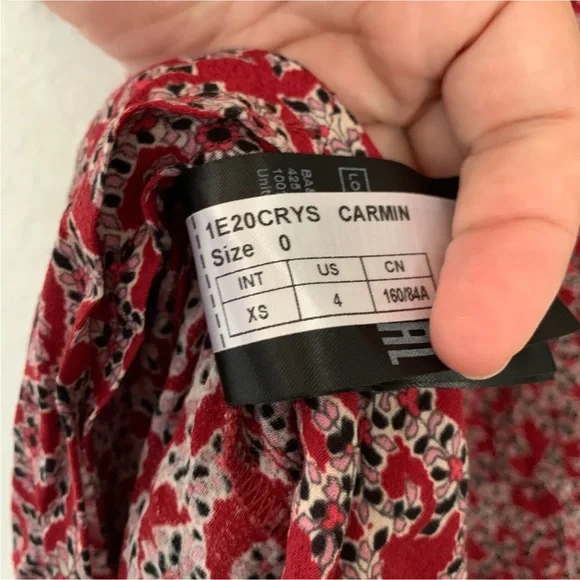 1E20CRYS CARMIN
Size 0
INT US CN
XS 4 160/84A